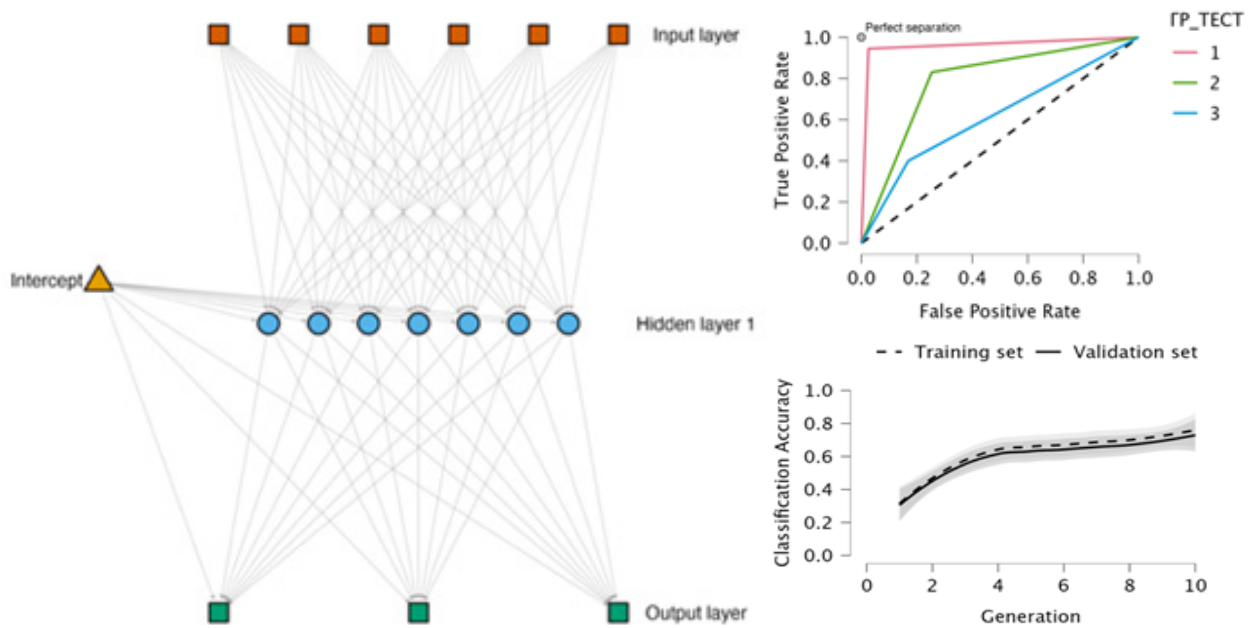 Input layer
Intercept
Hidden layer 1
Output layer
ГР_ТЕСТ
1
2
3
Perfect separation
True Positive Rate
1.0
0.8
0.6
0.4
0.2
0.0
0.0 0.2 0.4 0.6 0.8 1.0
False Positive Rate
Training set Validation set
Classification Accuracy
1.0
0.8
0.6
0.4
0.2
0.0
0 2 4 6 8 10
Generation